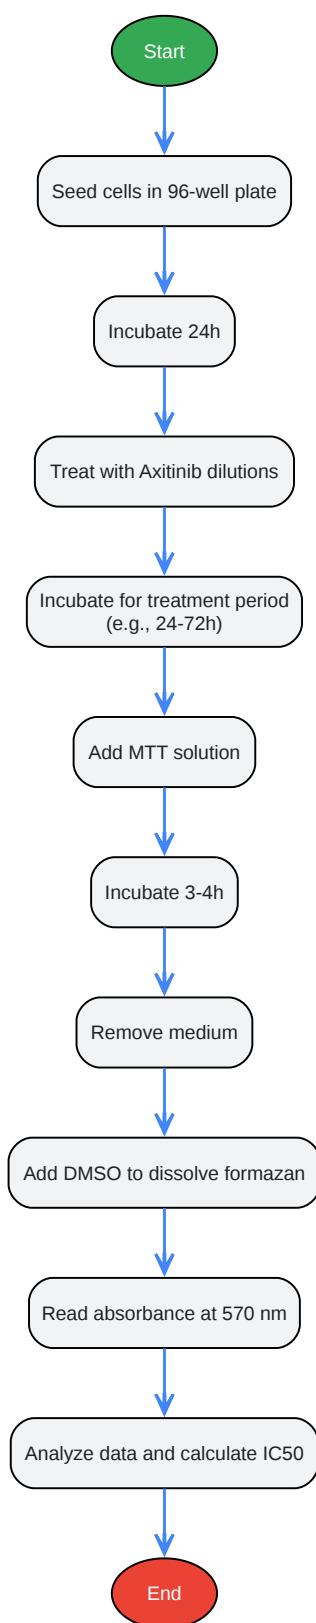 Start
Seed cells in 96-well plate
Incubate 24h
Treat with Axitinib dilutions
Incubate for treatment period
(e.g., 24-72h)
Add MTT solution
Incubate 3-4h
Remove medium
Add DMSO to dissolve formazan
Read absorbance at 570 nm
Analyze data and calculate IC50
End